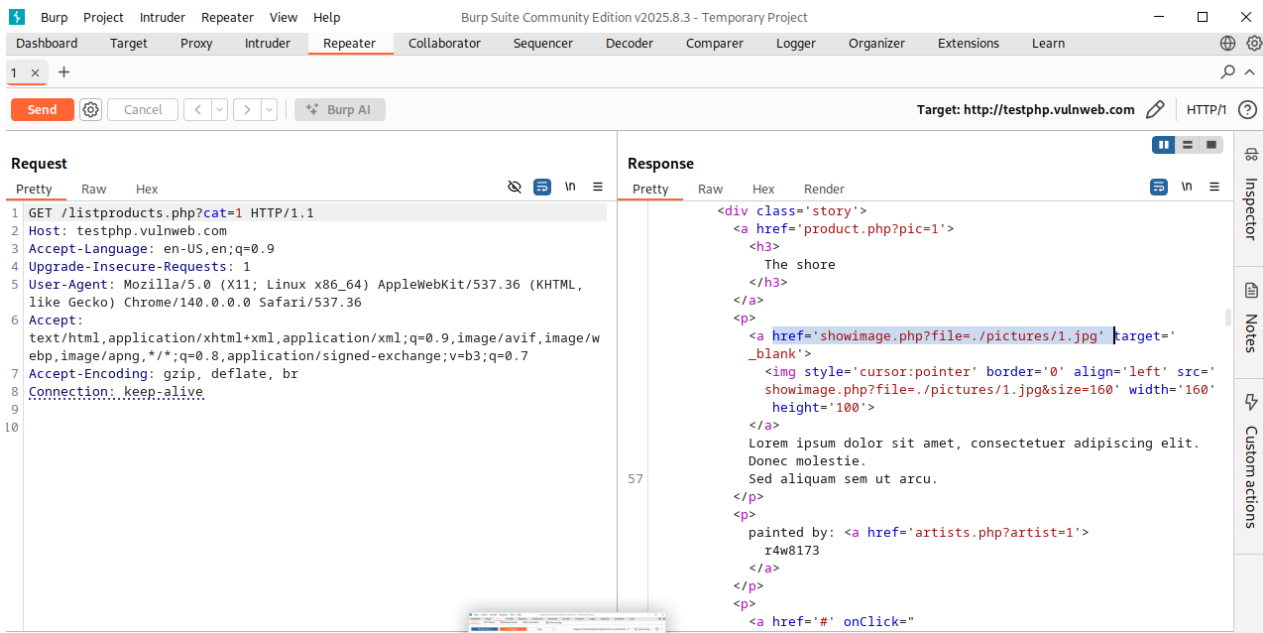 Burp Project Intruder Repeater View Help Burp Suite Community Edition v2025.8.3 - Temporary Project
Dashboard Target Proxy Intruder Repeater Collaborator Sequencer Decoder Comparer Logger Organizer Extensions Learn
1 × +
Send Cancel < > Burp AI Target: http://testphp.vulnweb.com HTTP/1 ?
Request
Pretty Raw Hex \n
1 GET /listproducts.php?cat=1 HTTP/1.1
2 Host: testphp.vulnweb.com
3 Accept-Language: en-US,en;q=0.9
4 Upgrade-Insecure-Requests: 1
5 User-Agent: Mozilla/5.0 (X11; Linux x86_64) AppleWebKit/537.36 (KHTML,
like Gecko) Chrome/140.0.0.0 Safari/537.36
6 Accept:
text/html,application/xhtml+xml,application/xml;q=0.9,image/avif,image/w
ebp,image/apng,*/*;q=0.8,application/signed-exchange;v=b3;q=0.7
7 Accept-Encoding: gzip, deflate, br
8 Connection: keep-alive
9
10
Response
Pretty Raw Hex Render \n
<div class='story'>
<a href='product.php?pic=1'>
<h3>
The shore
</h3>
</a>
<p>
<a href='showimage.php?file=./pictures/1.jpg' target='
_blank'>
<img style='cursor:pointer' border='0' align='left' src='
showimage.php?file=./pictures/1.jpg&size=160' width='160'
height='100'>
</a>
Lorem ipsum dolor sit amet, consectetuer adipiscing elit.
Donec molestie.
57 Sed aliquam sem ut arcu.
</p>
<p>
painted by: <a href='artists.php?artist=1'>
r4w8173
</a>
</p>
<p>
<a href='#' onClick="
Inspector
Notes
Custom actions